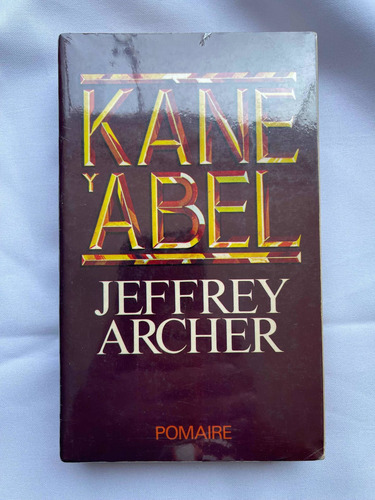 KANE
Y ABEL
JEFFREY
ARCHER
POMAIRE